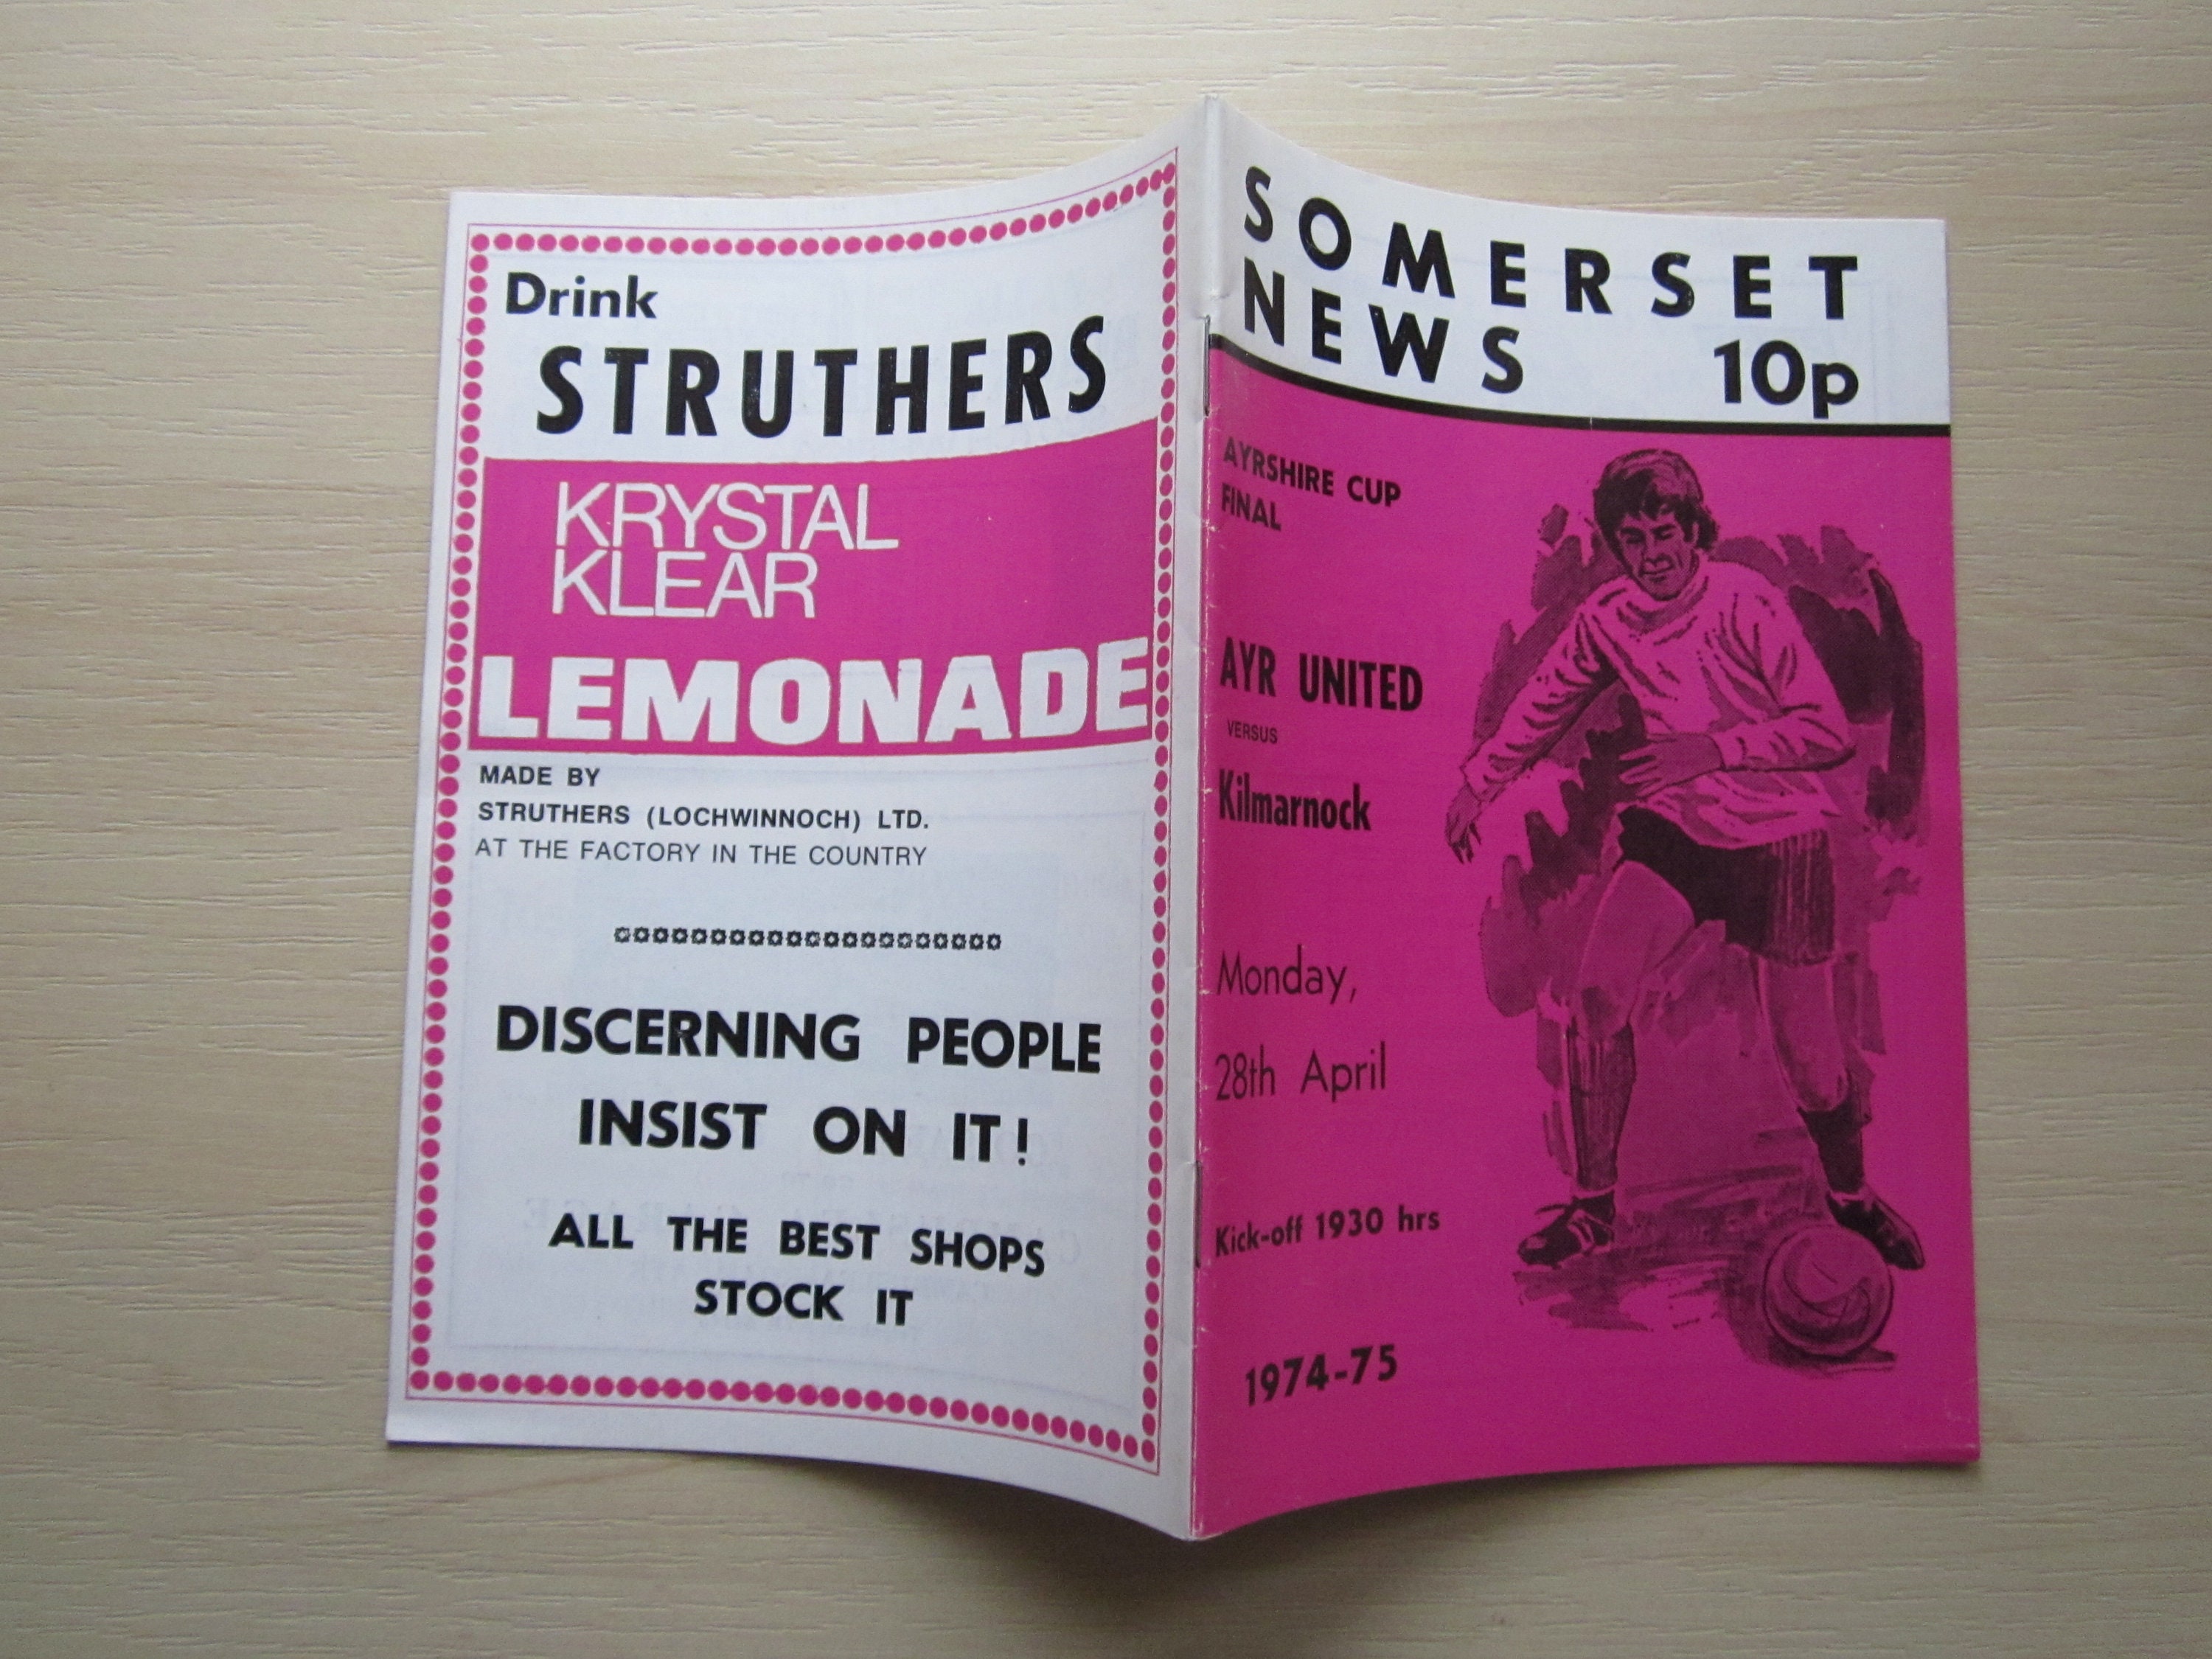 Drink
STRUTHERS
KRYSTAL
KLEAR
LEMONADE
MADE BY
STRUTHERS (LOCHWINNOCH) LTD.
AT THE FACTORY IN THE COUNTRY
DISCERNING PEOPLE
INSIST ON IT!
ALL THE BEST SHOPS
STOCK IT
SOMERSET
NEWS 10p
AYRSHIRE CUP
FINAL
AYR UNITED
VERSUS
Kilmarnock
Monday,
28th April
Kick-off 1930 hrs
1974-75